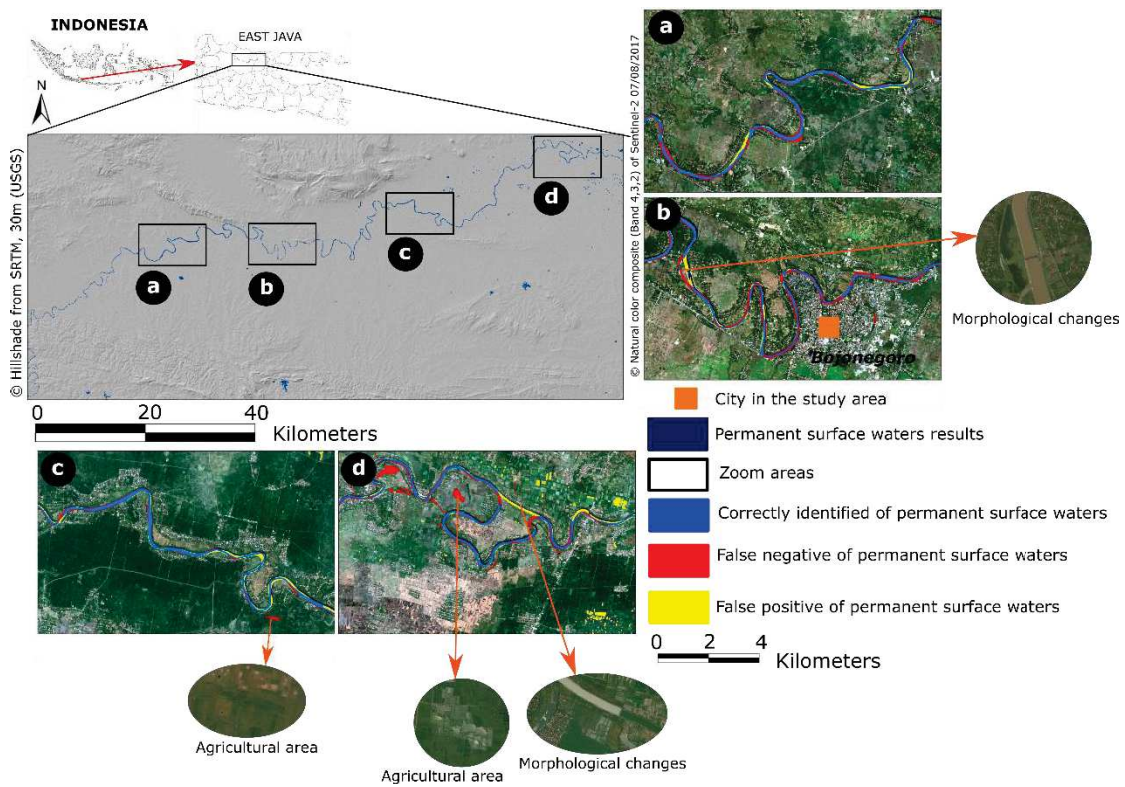 INDONESIA
EAST JAVA
N
© Hillshade from SRTM, 30m (USGS)
a
b
c
d
0 20 40
Kilometers
© Natural color composite (Band 4,3,2) of Sentinel-2 07/08/2017
a
b
Bojonegoro
Morphological changes
City in the study area
Permanent surface waters results
Zoom areas
Correctly identified of permanent surface waters
False negative of permanent surface waters
False positive of permanent surface waters
0 2 4
Kilometers
c
d
Agricultural area
Agricultural area
Morphological changes